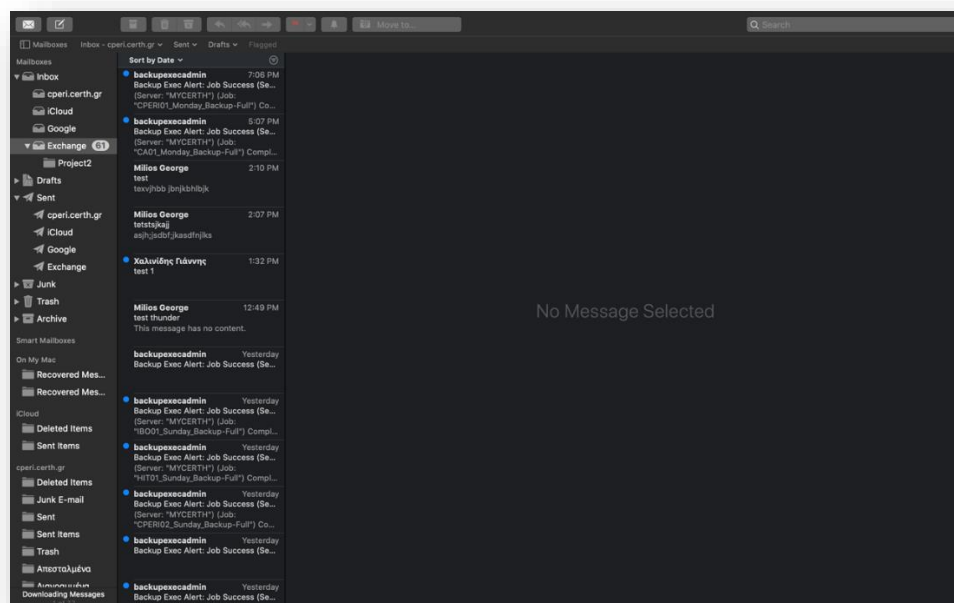 Move to...
Search
Mailboxes
Inbox - cperi.certh.gr
Sent
Drafts
Flagged
Mailboxes
Inbox
cperi.certh.gr
iCloud
Google
Exchange 61
Project2
Drafts
Sent
cperi.certh.gr
iCloud
Google
Exchange
Junk
Trash
Archive
Smart Mailboxes
On My Mac
Recovered Mes...
Recovered Mes...
iCloud
Deleted Items
Sent Items
cperi.certh.gr
Deleted Items
Junk E-mail
Sent
Sent Items
Trash
Απεσταλμένα
Downloading Messages
Sort by Date
backupexecadmin 7:06 PM
Backup Exec Alert: Job Success (Se...
(Server: "MYCERTH") (Job:
"CPERI01_Monday_Backup-Full") Co...
backupexecadmin 5:07 PM
Backup Exec Alert: Job Success (Se...
(Server: "MYCERTH") (Job:
"CA01_Monday_Backup-Full") Compl...
Milios George 2:10 PM
test
texvjhbb jbnjkbhlbjk
Milios George 2:07 PM
tetstsjkajj
asjh;jsdbf;jkasdfnjlks
Χαλινίδης Γιάννης 1:32 PM
test 1
Milios George 12:49 PM
test thunder
This message has no content.
backupexecadmin Yesterday
Backup Exec Alert: Job Success (Se...
backupexecadmin Yesterday
Backup Exec Alert: Job Success (Se...
(Server: "MYCERTH") (Job:
"IBO01_Sunday_Backup-Full") Compl...
backupexecadmin Yesterday
Backup Exec Alert: Job Success (Se...
(Server: "MYCERTH") (Job:
"HIT01_Sunday_Backup-Full") Compl...
backupexecadmin Yesterday
Backup Exec Alert: Job Success (Se...
(Server: "MYCERTH") (Job:
"CPERI02_Sunday_Backup-Full") Co...
backupexecadmin Yesterday
Backup Exec Alert: Job Success (Se...
backupexecadmin Yesterday
Backup Exec Alert: Job Success (Se...
No Message Selected